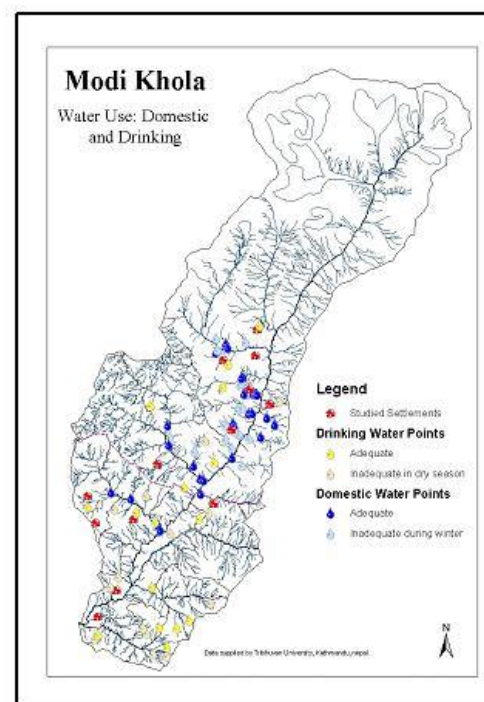 Modi Khola
Water Use: Domestic
and Drinking
Legend
Studied Settlements
Drinking Water Points
Adequate
Inadequate in dry season
Domestic Water Points
Adequate
Inadequate during winter
N
Data supplied by Tribhuvan University, Kathmandu, nepal.